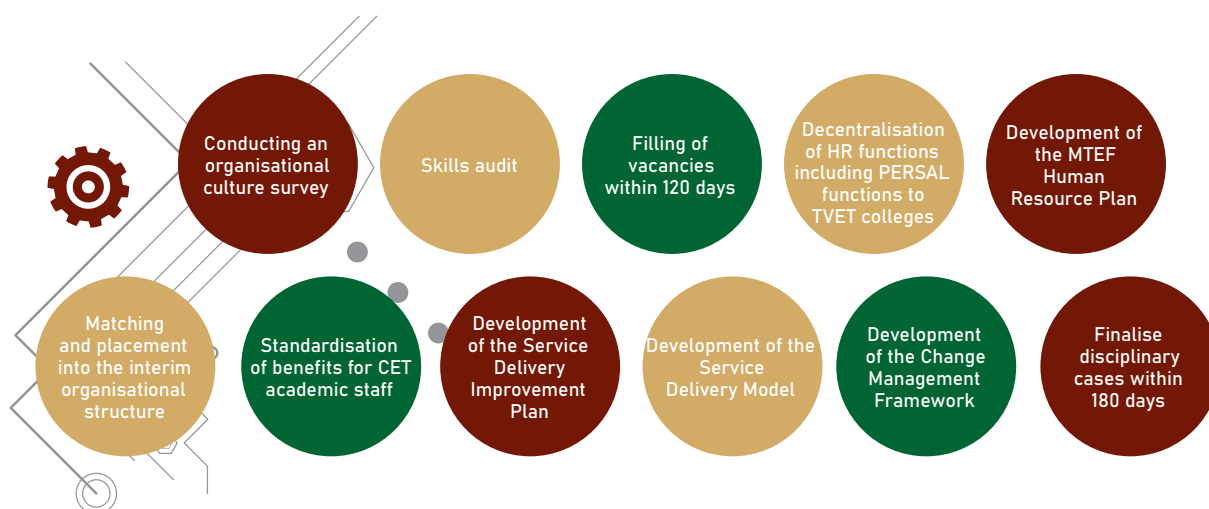 Conducting an
organisational
culture survey
Skills audit
Filling of
vacancies
within 120 days
Decentralisation
of HR functions
including PERSAL
functions to
TVET colleges
Development of
the MTEF
Human
Resource Plan
Matching
and placement
into the interim
organisational
structure
Standardisation
of benefits for CET
academic staff
Development
of the Service
Delivery
Improvement
Plan
Development of the
Service
Delivery Model
Development
of the Change
Management
Framework
Finalise
disciplinary
cases within
180 days